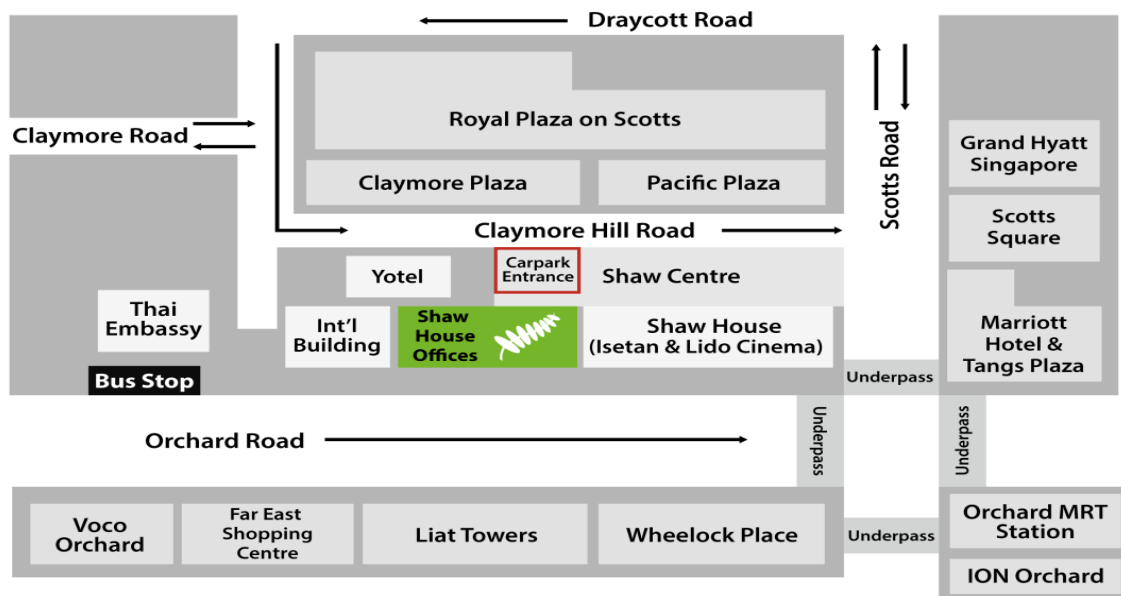 Draycott Road
Claymore Road
Royal Plaza on Scotts
Claymore Plaza
Pacific Plaza
Scotts Road
Grand Hyatt
Singapore
Scotts
Square
Claymore Hill Road
Yotel
Carpark
Entrance
Shaw Centre
Thai
Embassy
Int'l
Building
Shaw
House
Offices
Shaw House
(Isetan & Lido Cinema)
Marriott
Hotel &
Tangs Plaza
Bus Stop
Underpass
Orchard Road
Underpass
Underpass
Voco
Orchard
Far East
Shopping
Centre
Liat Towers
Wheelock Place
Underpass
Orchard MRT
Station
ION Orchard